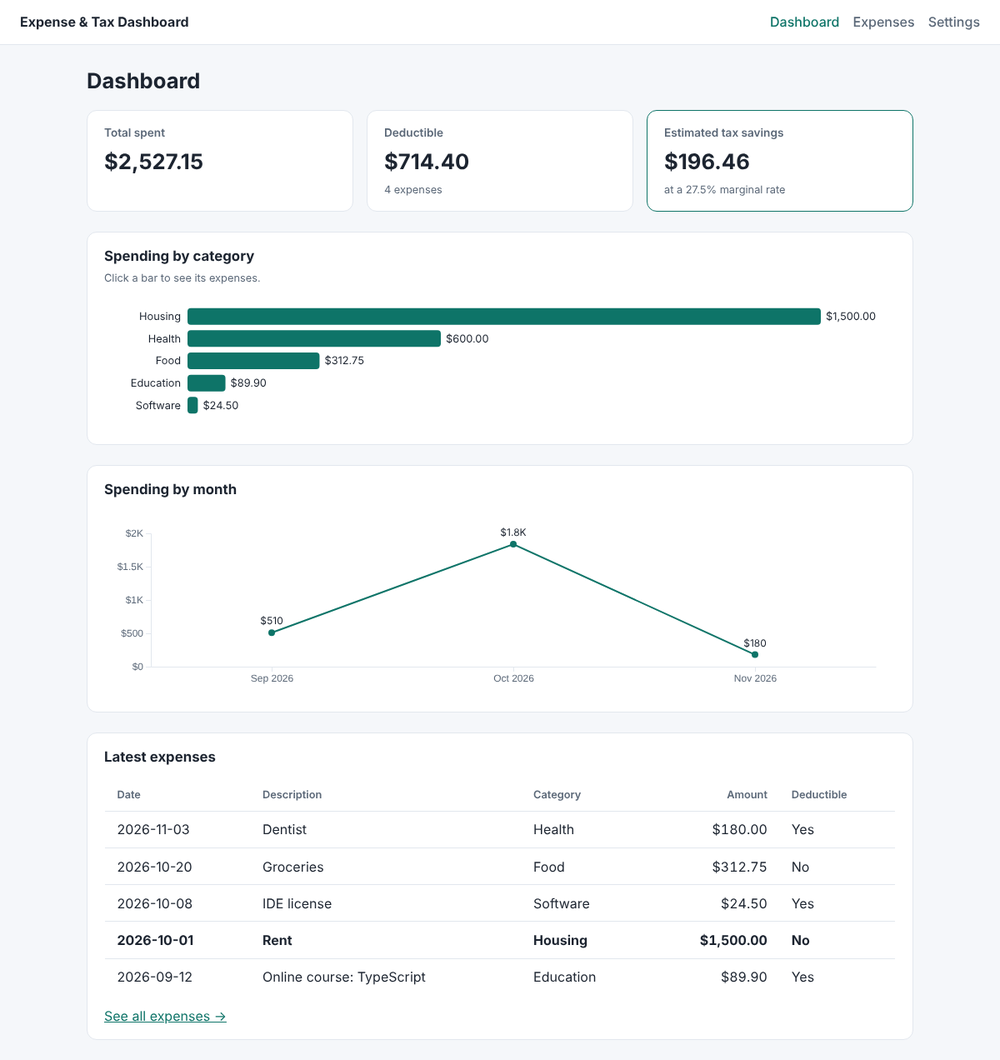 Expense & Tax Dashboard Dashboard Expenses Settings
Dashboard
Total spent Deductible Estimated tax savings
$2,527.15 $714.40 $196.46
4 expenses at a 27.5% marginal rate
Spending by category
Click a bar to see its expenses.
Housing $1,500.00
Health $600.00
Food $312.75
Education $89.90
Software $24.50
Spending by month
$2K
$1.8K
$1.5K
$1K
$510
$500
$180
$0
Sep 2026 Oct 2026 Nov 2026
Latest expenses
Date Description Category Amount Deductible
2026-11-03 Dentist Health $180.00 Yes
2026-10-20 Groceries Food $312.75 No
2026-10-08 IDE license Software $24.50 Yes
2026-10-01 Rent Housing $1,500.00 No
2026-09-12 Online course: TypeScript Education $89.90 Yes
See all expenses →